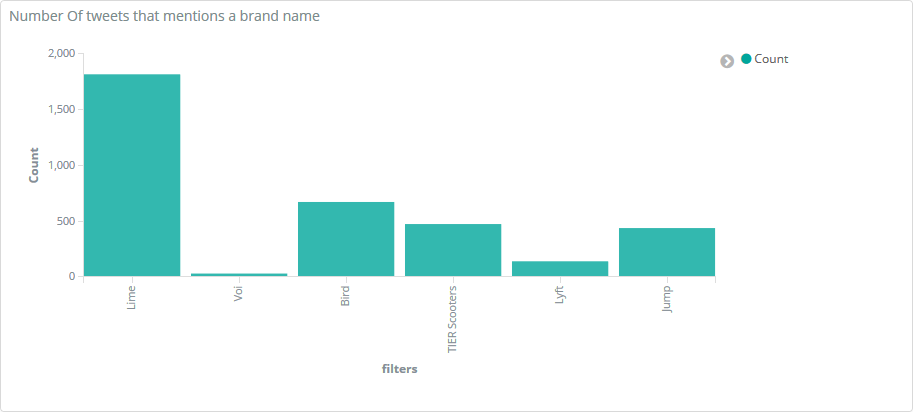 Number Of tweets that mentions a brand name
Count
2,000
1,500
1,000
500
0
Count
Lime
Voi
Bird
TIER Scooters
Lyft
Jump
filters